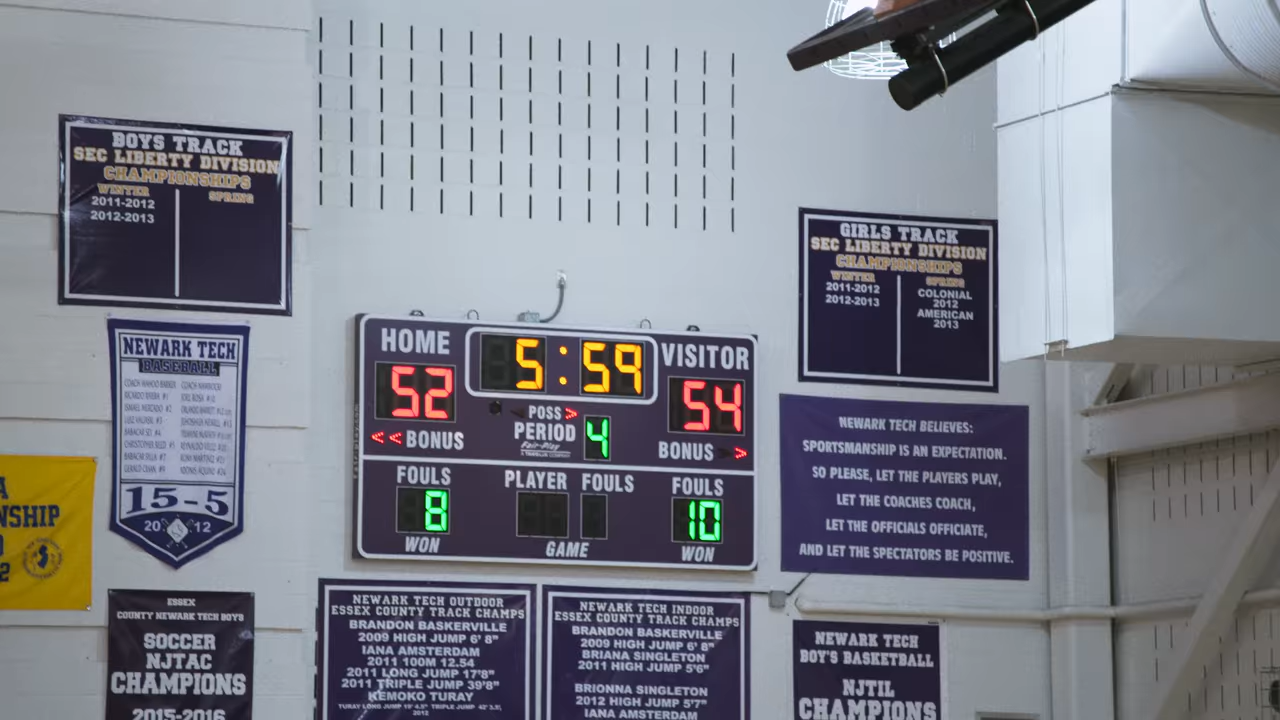 BOYS TRACK
SEC LIBERTY DIVISION
CHAMPIONSHIPS
WINTER
2011-2012
2012-2013
SPRING
GIRLS TRACK
SEC LIBERTY DIVISION
CHAMPIONSHIPS
WINTER
2011-2012
2012-2013
SPRING
COLONIAL
2012
AMERICAN
2013
NEWARK TECH
BASEBALL
15-5
2012
HOME
5:59
VISITOR
52
54
POSS >
PERIOD 4
Fair-Play
<< BONUS
BONUS >
FOULS
PLAYER FOULS
FOULS
8
10
WON
GAME
WON
NEWARK TECH BELIEVES:
SPORTSMANSHIP IS AN EXPECTATION.
SO PLEASE, LET THE PLAYERS PLAY,
LET THE COACHES COACH,
LET THE OFFICIALS OFFICIATE,
AND LET THE SPECTATORS BE POSITIVE.
A
NSHIP
2
ESSEX
COUNTY NEWARK TECH BOYS
SOCCER
NJTAC
CHAMPIONS
2015-2016
NEWARK TECH OUTDOOR
ESSEX COUNTY TRACK CHAMPS
BRANDON BASKERVILLE
2009 HIGH JUMP 6' 8"
IANA AMSTERDAM
2011 100M 12.54
2011 LONG JUMP 17'8"
2011 TRIPLE JUMP 39'8"
KEMOKO TURAY
2012
NEWARK TECH INDOOR
ESSEX COUNTY TRACK CHAMPS
BRANDON BASKERVILLE
2009 HIGH JUMP 6' 8"
BRIANA SINGLETON
2011 HIGH JUMP 5'6"
BRIONNA SINGLETON
2012 HIGH JUMP 5'7"
IANA AMSTERDAM
NEWARK TECH
BOY'S BASKETBALL
NJTIL
CHAMPIONS